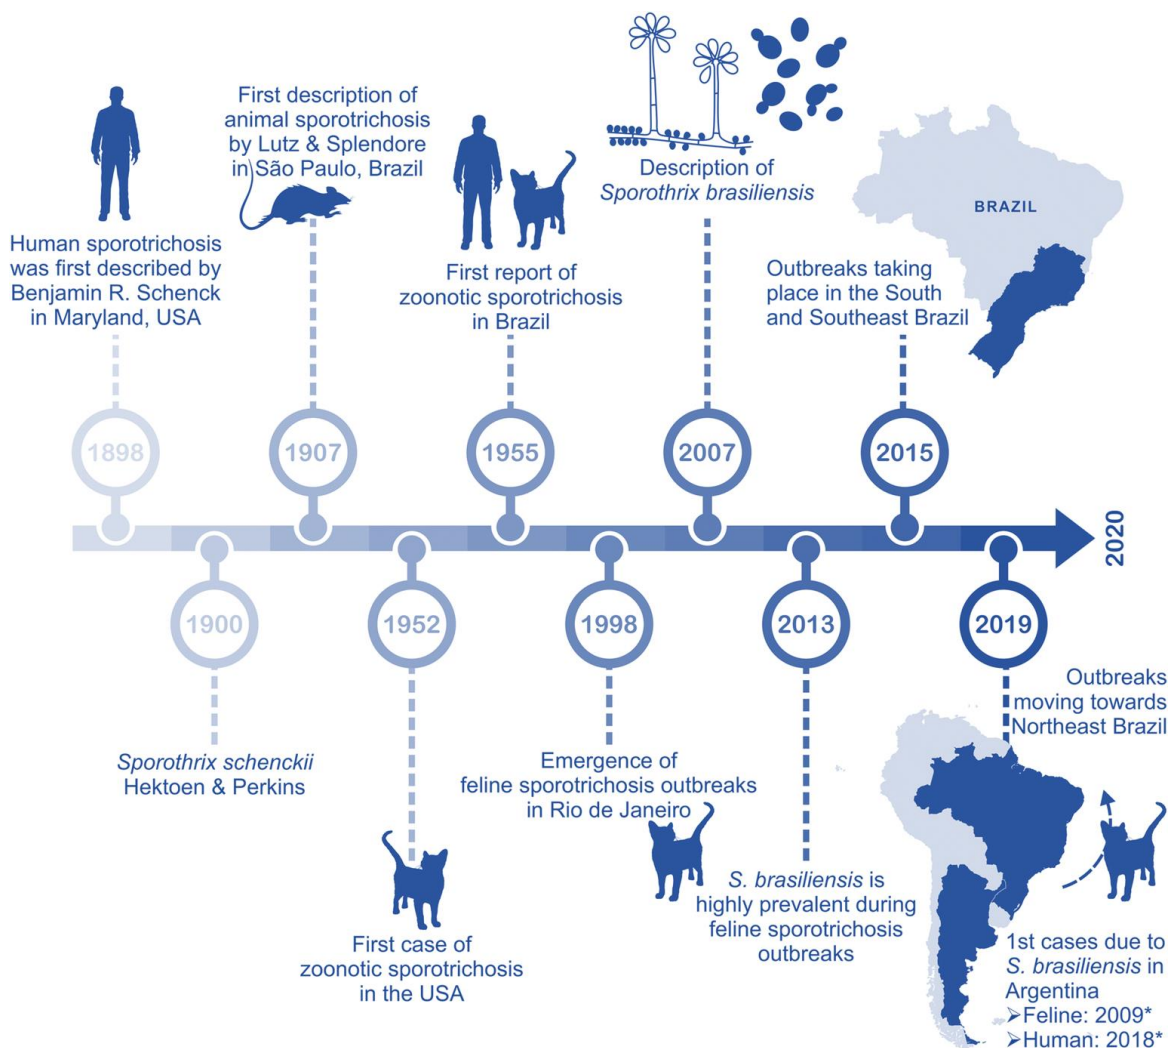 Human sporotrichosis
was first described by
Benjamin R. Schenck
in Maryland, USA
First description of
animal sporotrichosis
by Lutz & Splendore
in São Paulo, Brazil
First report of
zoonotic sporotrichosis
in Brazil
Description of
Sporothrix brasiliensis
Outbreaks taking
place in the South
and Southeast Brazil
BRAZIL
1898
1907
1955
2007
2015
2020
1900
1952
1998
2013
2019
Sporothrix schenckii
Hektoen & Perkins
First case of
zoonotic sporotrichosis
in the USA
Emergence of
feline sporotrichosis outbreaks
in Rio de Janeiro
S. brasiliensis is
highly prevalent during
feline sporotrichosis
outbreaks
Outbreaks
moving towards
Northeast Brazil
1st cases due to
S. brasiliensis in
Argentina
➢Feline: 2009*
➢Human: 2018*